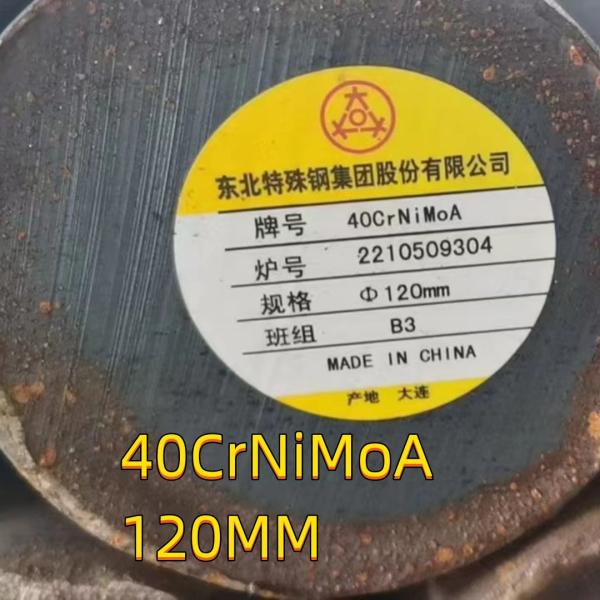 东北特殊钢集团股份有限公司
牌号 40CrNiMoA
炉号 2210509304
规格 Φ120mm
班组 B3
MADE IN CHINA
产地 大连
40CrNiMoA
120MM